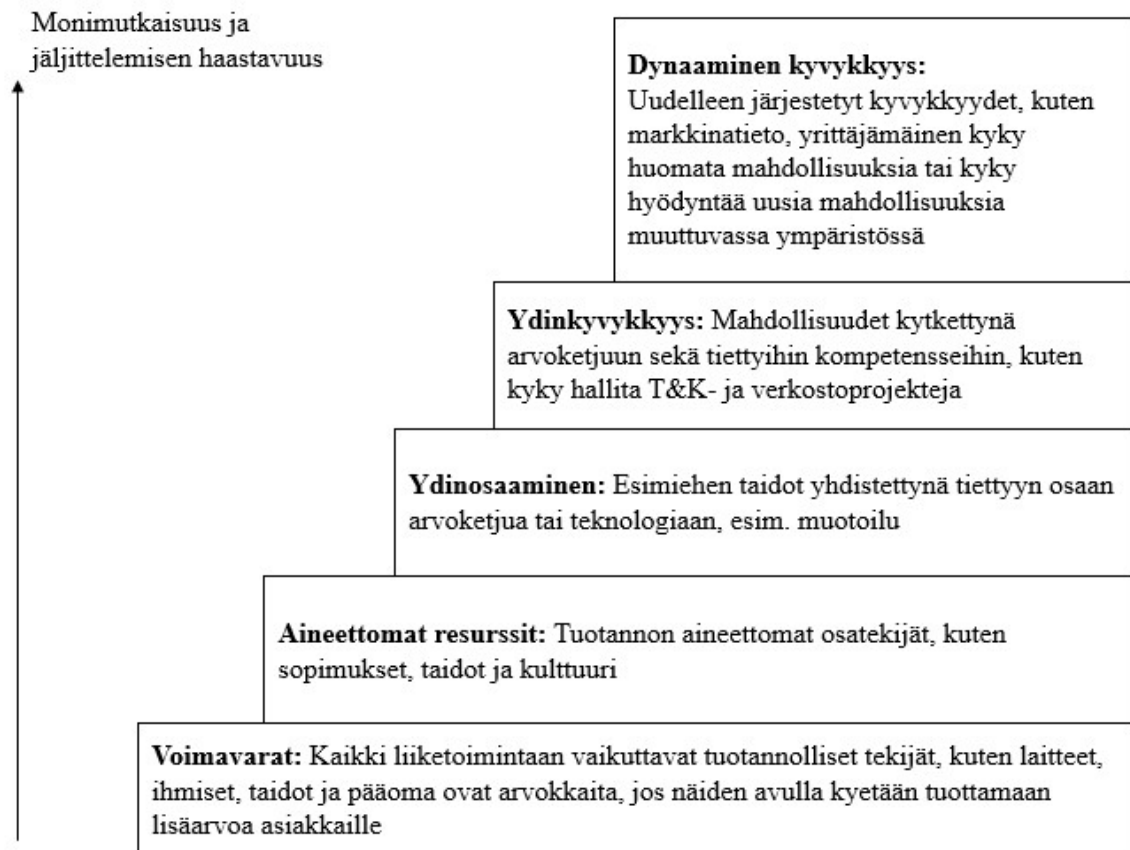 Monimutkaisuus ja
jäljittelemisen haastavuus
Dynaaminen kyvykkyys:
Uudelleen järjestetyt kyvykkyydet, kuten
markkinatieto, yrittäjämäinen kyky
huomata mahdollisuuksia tai kyky
hyödyntää uusia mahdollisuuksia
muuttuvassa ympäristössä
Ydinkyvykkyys: Mahdollisuudet kytkettynä
arvoketjuun sekä tiettyihin kompetensseihin, kuten
kyky hallita T&K- ja verkostoprojekteja
Ydinosaaminen: Esimiehen taidot yhdistettynä tiettyyn osaan
arvoketjua tai teknologiaan, esim. muotoilu
Aineettomat resurssit: Tuotannon aineettomat osatekijät, kuten
sopimukset, taidot ja kulttuuri
Voimavarat: Kaikki liiketoimintaan vaikuttavat tuotannolliset tekijät, kuten laitteet,
ihmiset, taidot ja pääoma ovat arvokkaita, jos näiden avulla kyetään tuottamaan
lisäarvoa asiakkaille